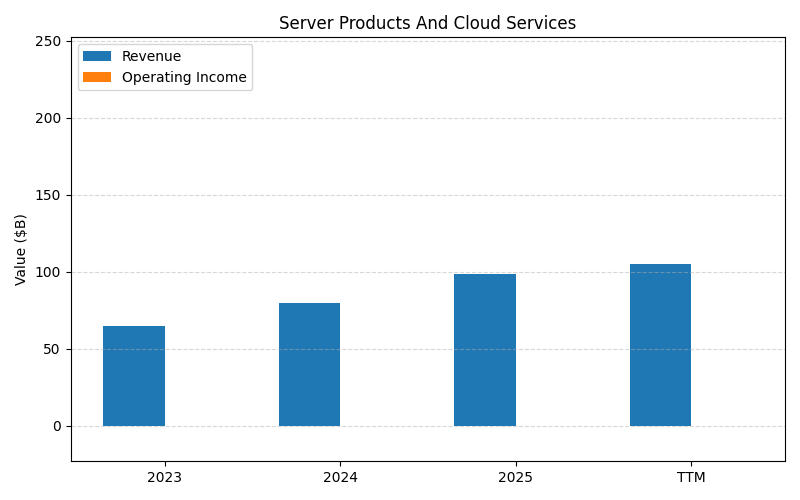 Server Products And Cloud Services
Revenue
Operating Income
Value ($B)
250
200
150
100
50
0
2023 2024 2025 TTM